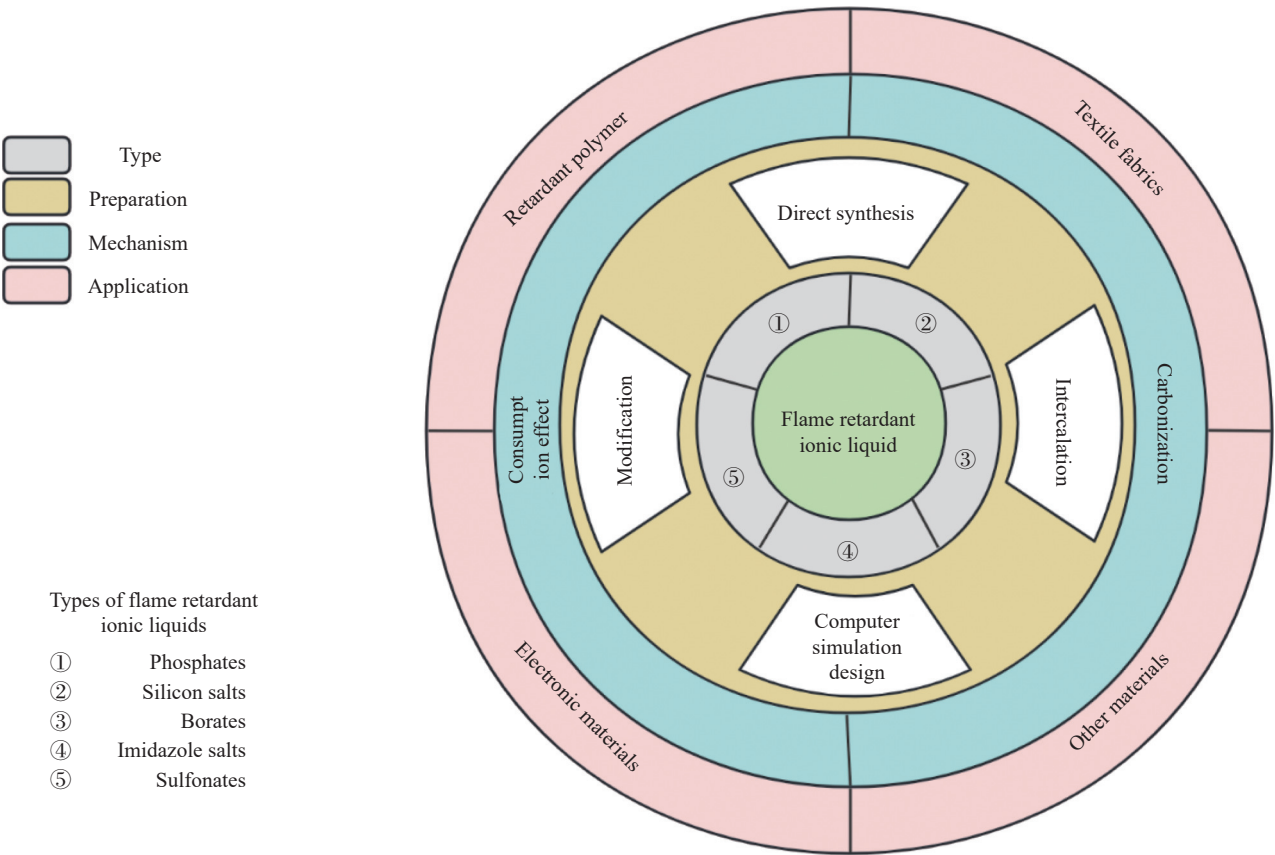 Type
Preparation
Mechanism
Application
Types of flame retardant
ionic liquids
① Phosphates
② Silicon salts
③ Borates
④ Imidazole salts
⑤ Sulfonates
Retardant polymer
Textile fabrics
Electronic materials
Other materials
Consumpt
ion effect
Carbonization
Direct synthesis
Modification
Intercalation
Computer
simulation
design
①
②
③
④
⑤
Flame retardant
ionic liquid